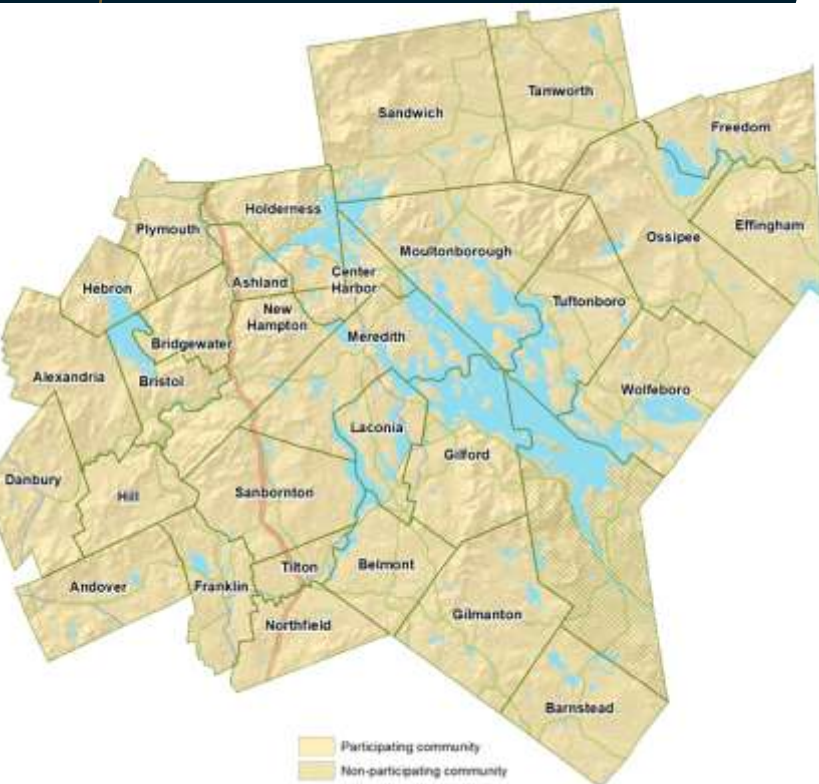 Tamworth
Sandwich
Freedom
Holderness
Effingham
Plymouth
Ossipee
Moultonborough
Center
Harbor
Ashland
Hebron
Tuftonboro
New
Hampton
Meredith
Bridgewater
Alexandria
Bristol
Wolfeboro
Laconia
Gilford
Danbury
Hill
Sanbornton
Tilton
Belmont
Andover
Franklin
Gilmanton
Northfield
Barnstead
Participating community
Non-participating community